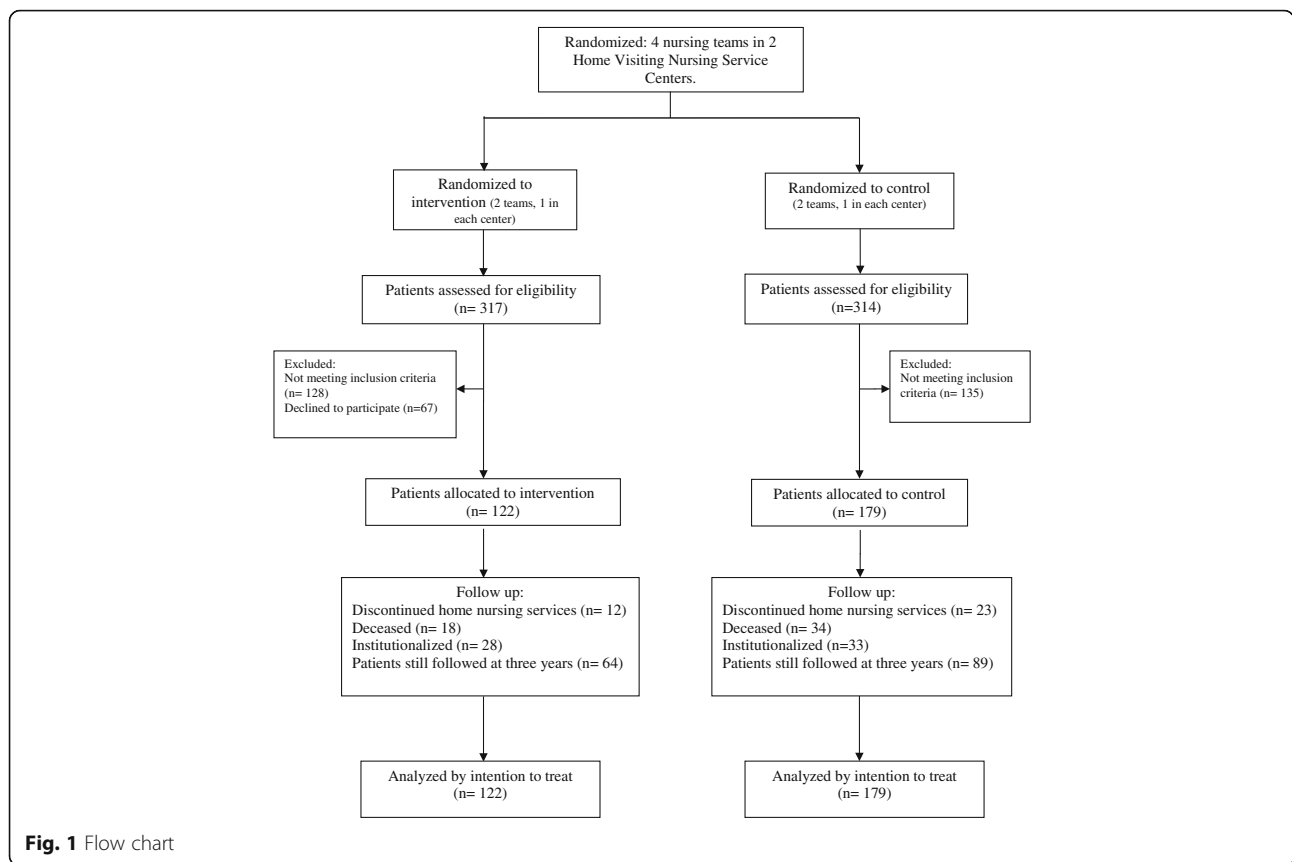 Randomized: 4 nursing teams in 2
Home Visiting Nursing Service
Centers.
Randomized to
intervention (2 teams, 1 in
each center)
Randomized to control
(2 teams, 1 in each center)
Patients assessed for eligibility
(n= 317)
Patients assessed for eligibility
(n=314)
Excluded:
Not meeting inclusion criteria
(n= 128)
Declined to participate (n=67)
Excluded:
Not meeting inclusion
criteria (n= 135)
Patients allocated to intervention
(n= 122)
Patients allocated to control
(n= 179)
Follow up:
Discontinued home nursing services (n= 12)
Deceased (n= 18)
Institutionalized (n= 28)
Patients still followed at three years (n= 64)
Follow up:
Discontinued home nursing services (n= 23)
Deceased (n= 34)
Institutionalized (n=33)
Patients still followed at three years (n= 89)
Analyzed by intention to treat
(n= 122)
Analyzed by intention to treat
(n= 179)
Fig. 1 Flow chart